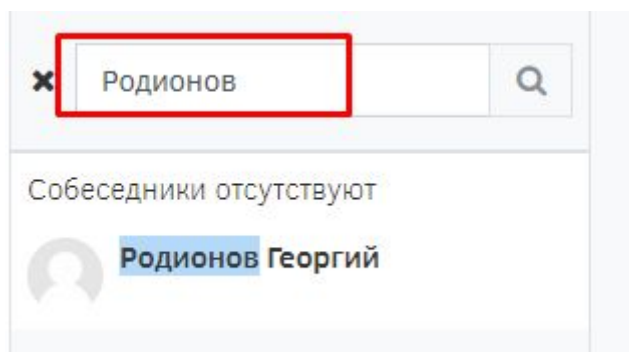 Родионов
Собеседники отсутствуют
Родионов Георгий